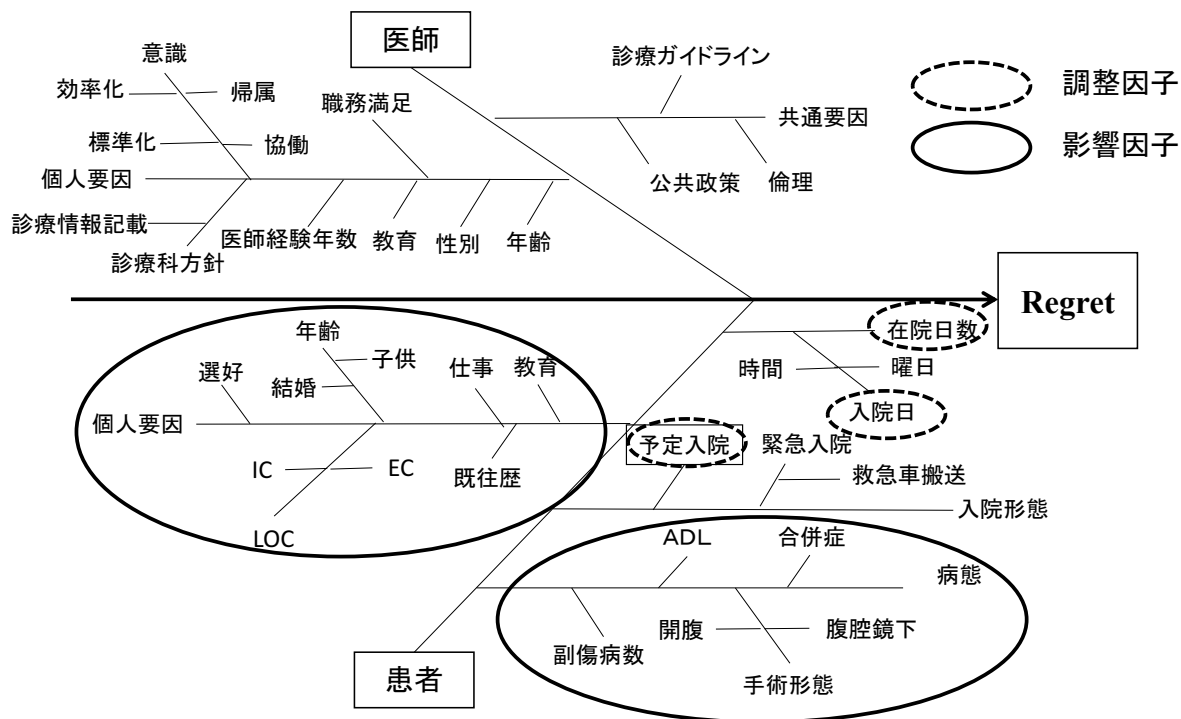 医師
意識
効率化
帰属
標準化
協働
職務満足
個人要因
診療情報記載
診療科方針
医師経験年数
教育
性別
年齢
診療ガイドライン
共通要因
公共政策
倫理
調整因子
影響因子
Regret
年齢
子供
選好
結婚
仕事
教育
個人要因
IC
EC
既往歴
LOC
在院日数
時間
曜日
入院日
予定入院
緊急入院
救急車搬送
入院形態
ADL
合併症
病態
開腹
腹腔鏡下
副傷病数
手術形態
患者